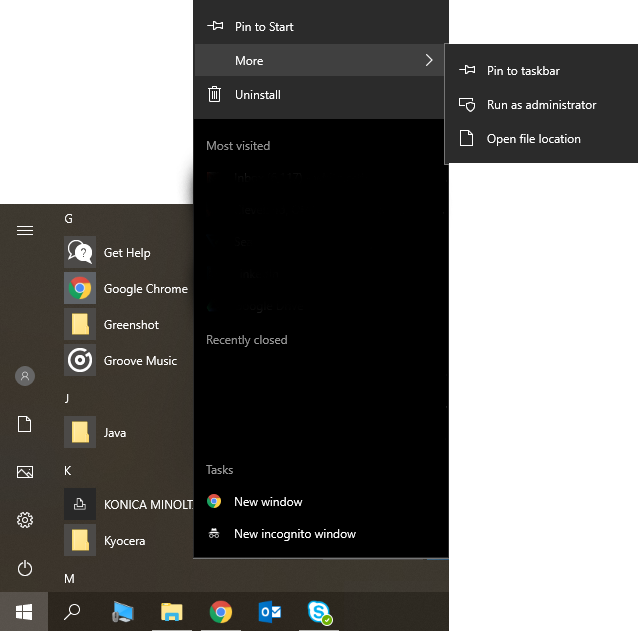 Pin to Start
More
Uninstall
Pin to taskbar
Run as administrator
Open file location
Most visited
Recently closed
Tasks
New window
New incognito window
G
Get Help
Google Chrome
Greenshot
Groove Music
J
Java
K
KONICA MINOLT
Kyocera
M